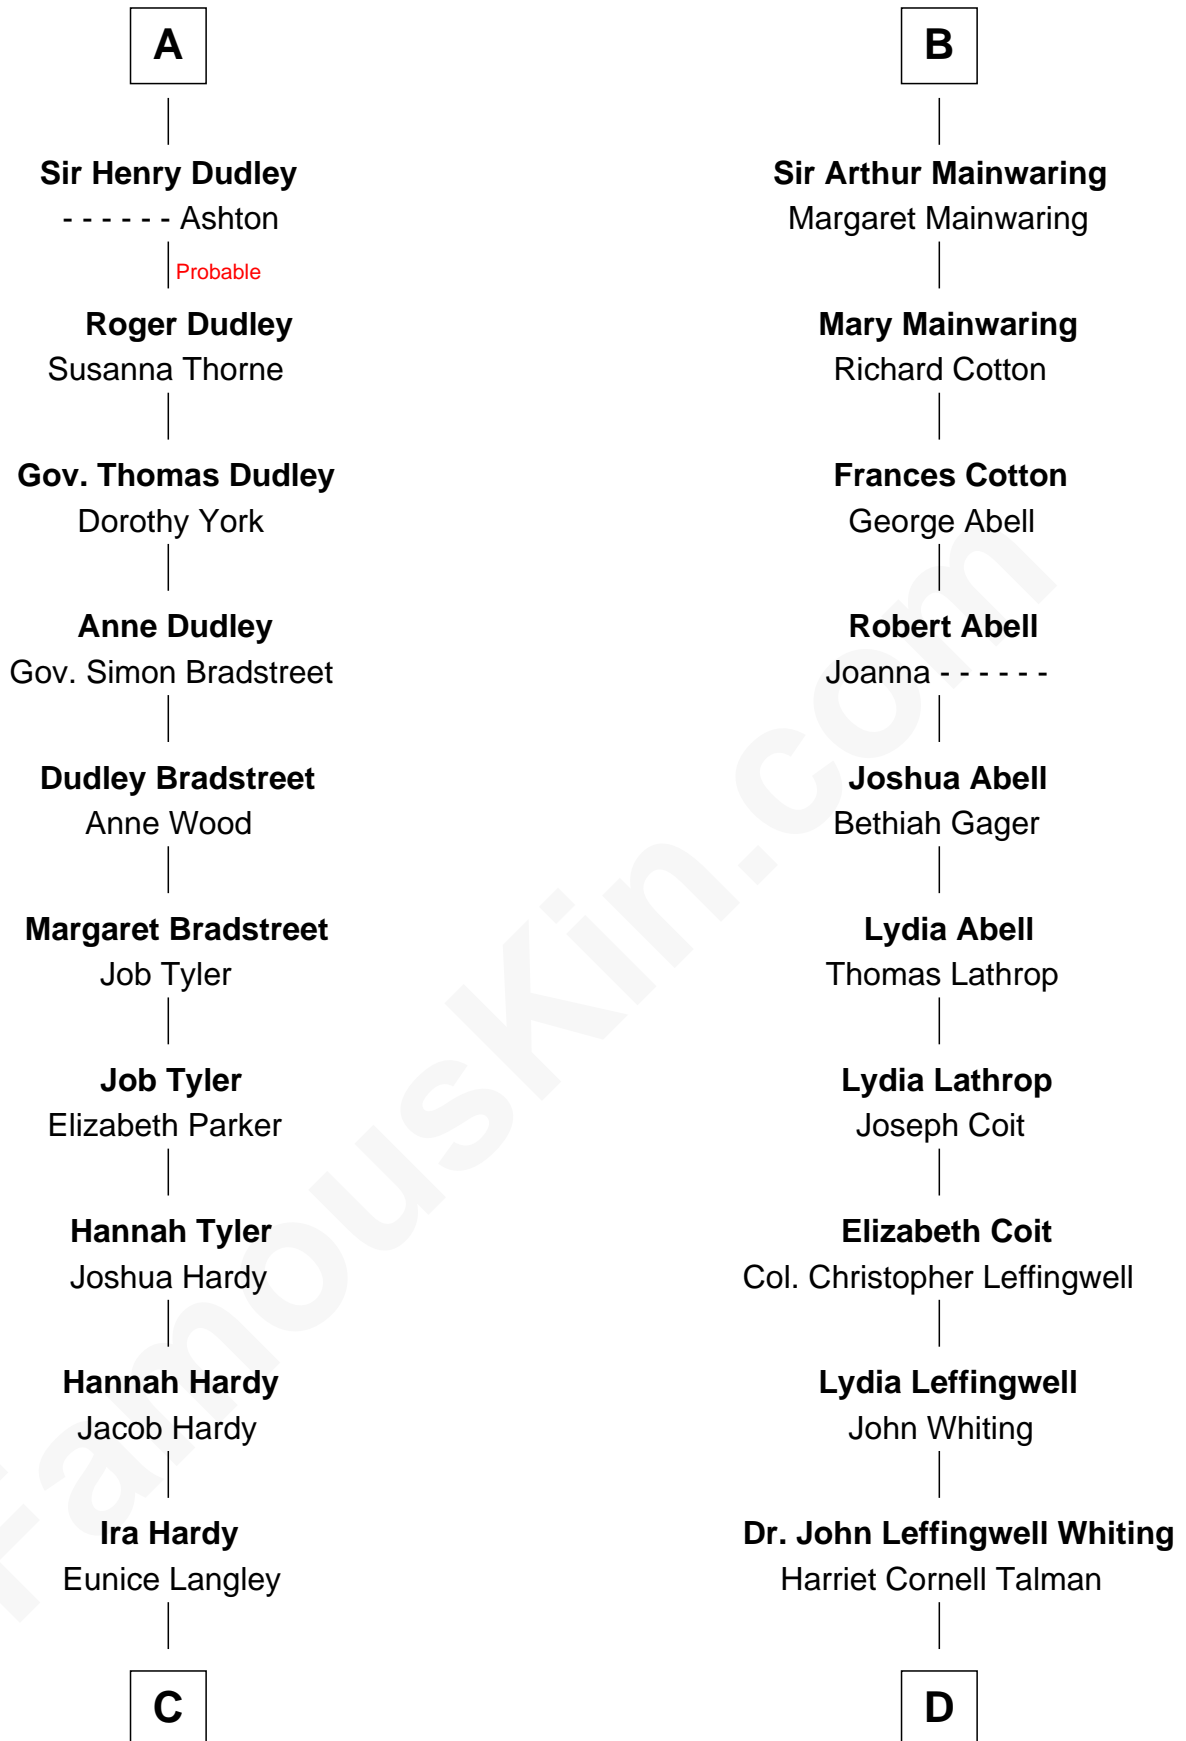 A
Sir Henry Dudley
- - - - - - Ashton
Probable
Roger Dudley
Susanna Thorne
Gov. Thomas Dudley
Dorothy York
Anne Dudley
Gov. Simon Bradstreet
Dudley Bradstreet
Anne Wood
Margaret Bradstreet
Job Tyler
Job Tyler
Elizabeth Parker
Hannah Tyler
Joshua Hardy
Hannah Hardy
Jacob Hardy
Ira Hardy
Eunice Langley
C
B
Sir Arthur Mainwaring
Margaret Mainwaring
Mary Mainwaring
Richard Cotton
Frances Cotton
George Abell
Robert Abell
Joanna - - - - - -
Joshua Abell
Bethiah Gager
Lydia Abell
Thomas Lathrop
Lydia Lathrop
Joseph Coit
Elizabeth Coit
Col. Christopher Leffingwell
Lydia Leffingwell
John Whiting
Dr. John Leffingwell Whiting
Harriet Cornell Talman
D
FamousKin.com